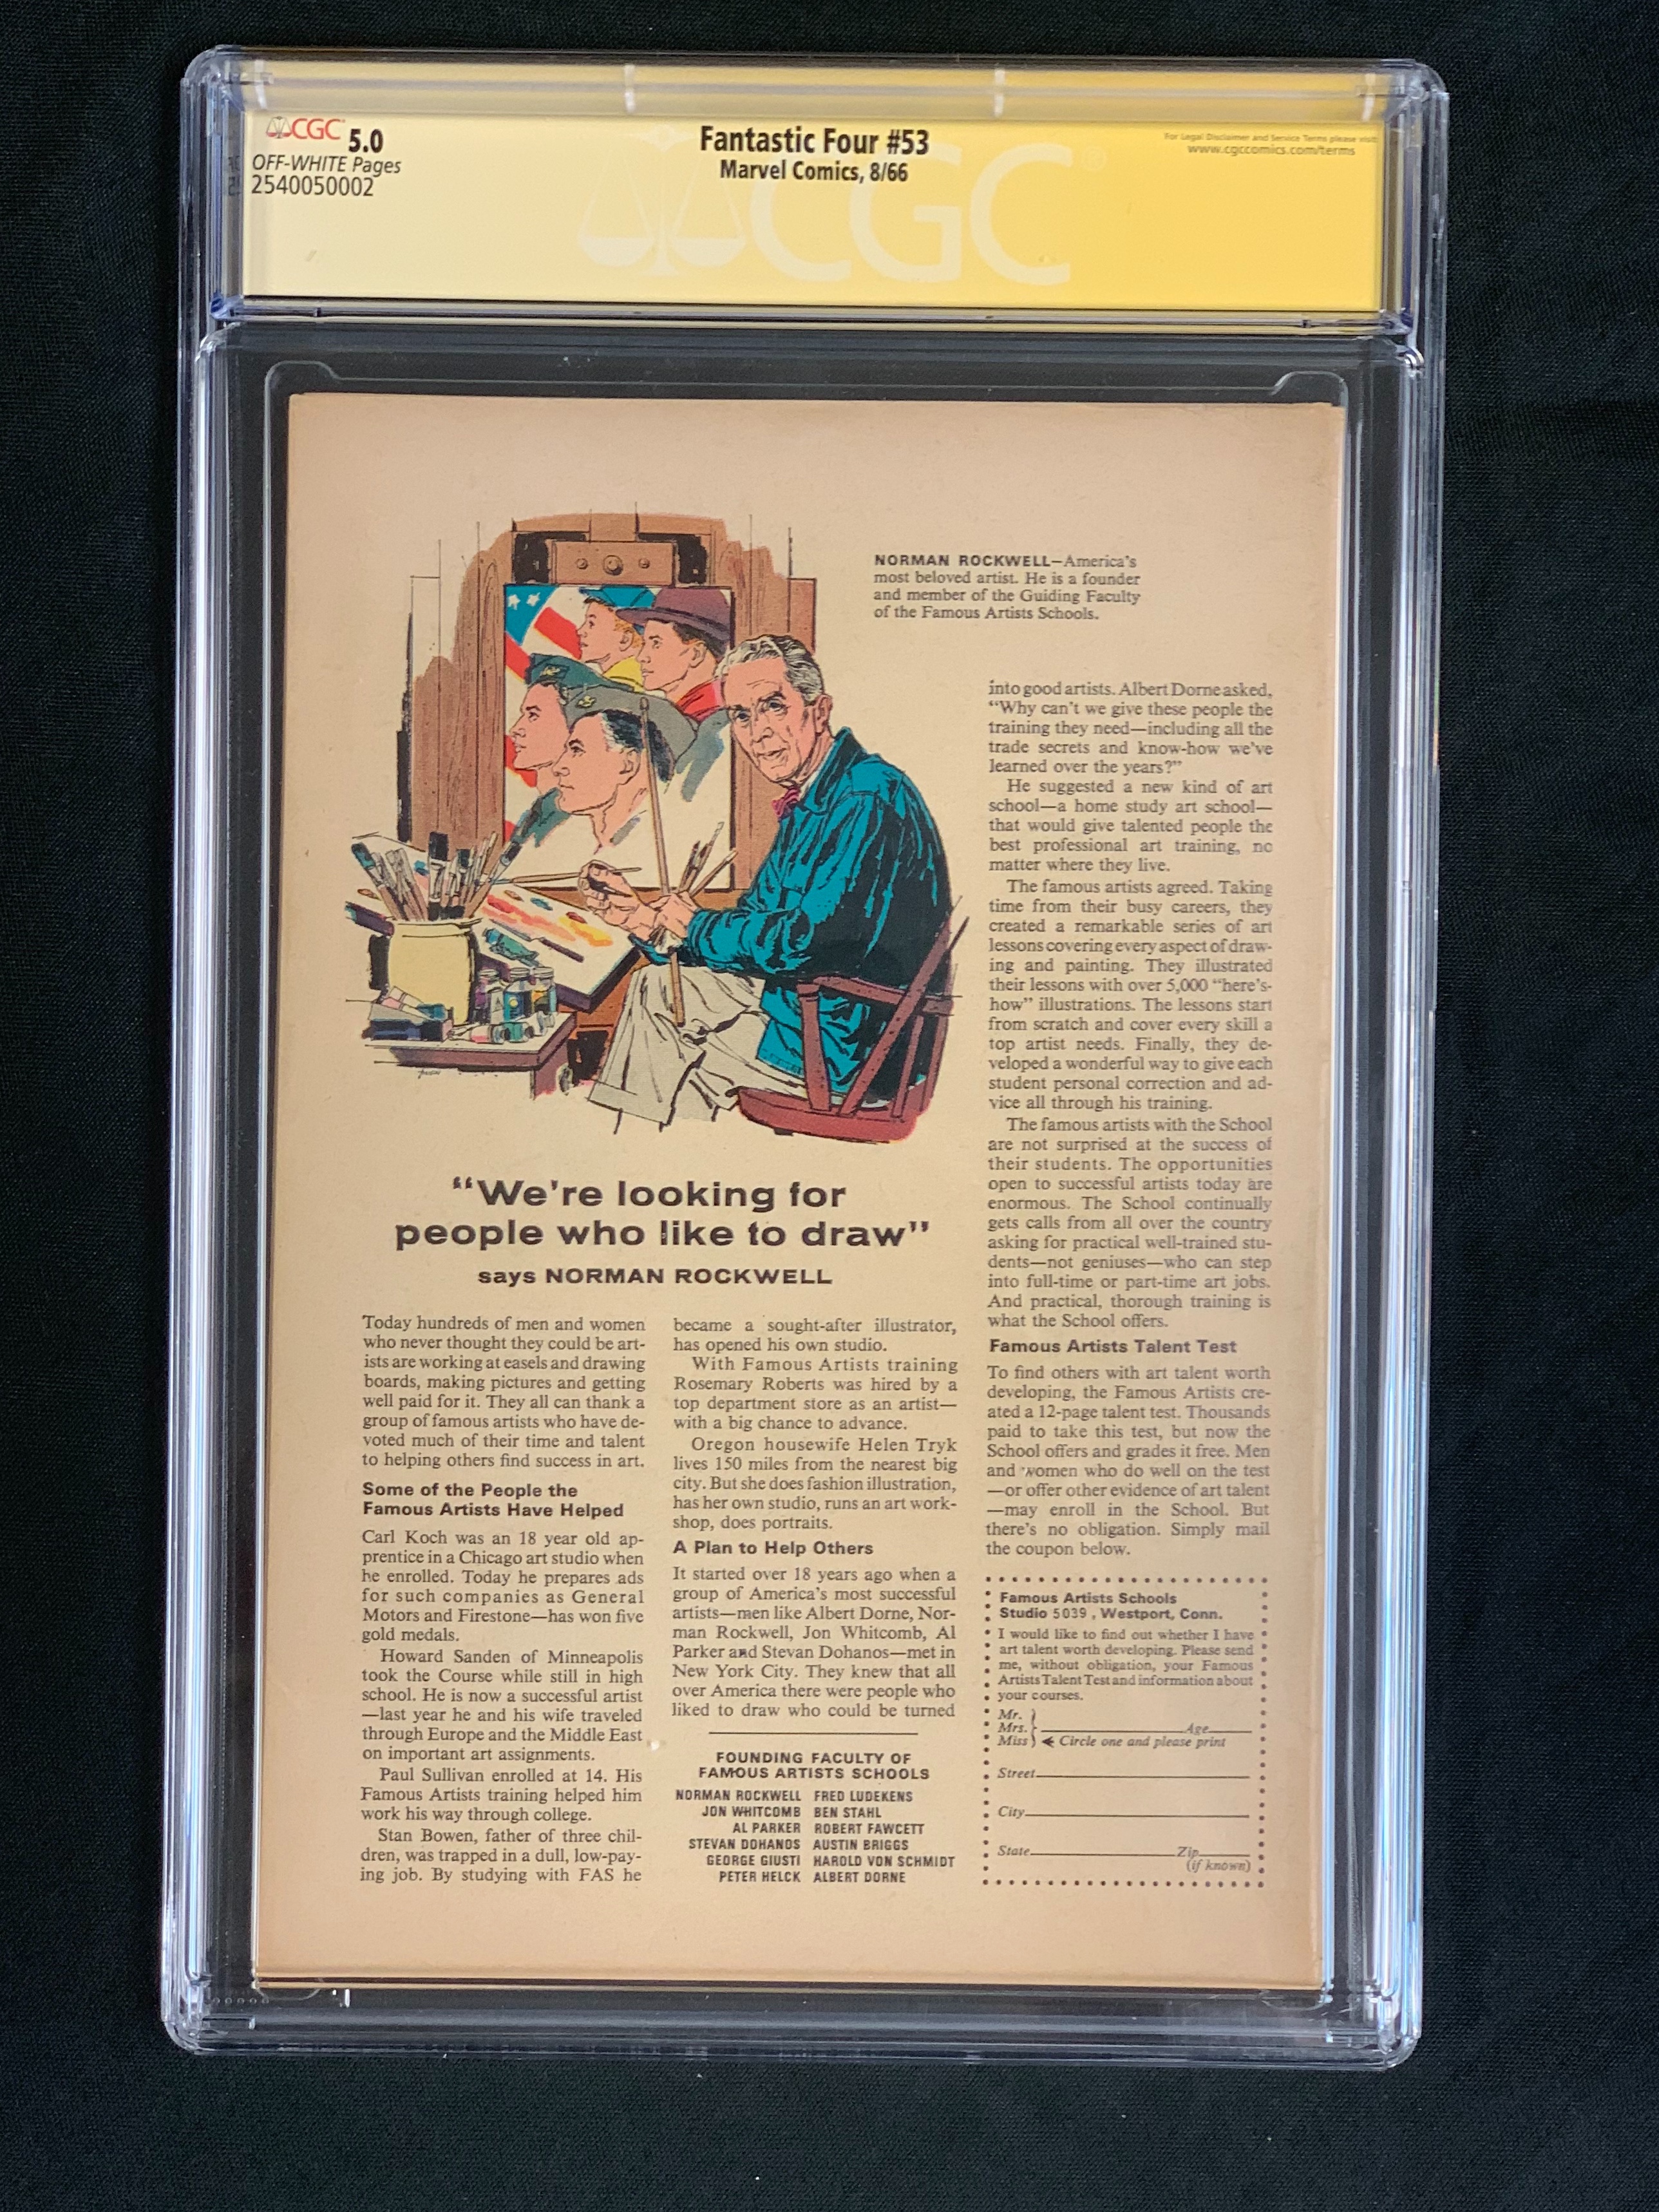 CGC 5.0
OFF-WHITE Pages
2540050002
Fantastic Four #53
Marvel Comics, 8/66
For Legal Disclaimer and Service Terms please visit
www.cgccomics.com/terms
CGC
NORMAN ROCKWELL—America's
most beloved artist. He is a founder
and member of the Guiding Faculty
of the Famous Artists Schools.
"We're looking for
people who like to draw"
says NORMAN ROCKWELL
Today hundreds of men and women
who never thought they could be art-
ists are working at easels and drawing
boards, making pictures and getting
well paid for it. They all can thank a
group of famous artists who have de-
voted much of their time and talent
to helping others find success in art.
Some of the People the
Famous Artists Have Helped
Carl Koch was an 18 year old ap-
prentice in a Chicago art studio when
he enrolled. Today he prepares ads
for such companies as General
Motors and Firestone—has won five
gold medals.
Howard Sanden of Minneapolis
took the Course while still in high
school. He is now a successful artist
—last year he and his wife traveled
through Europe and the Middle East
on important art assignments.
Paul Sullivan enrolled at 14. His
Famous Artists training helped him
work his way through college.
Stan Bowen, father of three chil-
dren, was trapped in a dull, low-pay-
ing job. By studying with FAS he
became a sought-after illustrator,
has opened his own studio.
With Famous Artists training
Rosemary Roberts was hired by a
top department store as an artist—
with a big chance to advance.
Oregon housewife Helen Tryk
lives 150 miles from the nearest big
city. But she does fashion illustration,
has her own studio, runs an art work-
shop, does portraits.
A Plan to Help Others
It started over 18 years ago when a
group of America's most successful
artists—men like Albert Dorne, Nor-
man Rockwell, Jon Whitcomb, Al
Parker and Stevan Dohanos—met in
New York City. They knew that all
over America there were people who
liked to draw who could be turned
into good artists. Albert Dorne asked,
"Why can't we give these people the
training they need—including all the
trade secrets and know-how we've
learned over the years?"
He suggested a new kind of art
school—a home study art school—
that would give talented people the
best professional art training, no
matter where they live.
The famous artists agreed. Taking
time from their busy careers, they
created a remarkable series of art
lessons covering every aspect of draw-
ing and painting. They illustrated
their lessons with over 5,000 "here's-
how" illustrations. The lessons start
from scratch and cover every skill a
top artist needs. Finally, they de-
veloped a wonderful way to give each
student personal correction and ad-
vice all through his training.
The famous artists with the School
are not surprised at the success of
their students. The opportunities
open to successful artists today are
enormous. The School continually
gets calls from all over the country
asking for practical well-trained stu-
dents—not geniuses—who can step
into full-time or part-time art jobs.
And practical, thorough training is
what the School offers.
Famous Artists Talent Test
To find others with art talent worth
developing, the Famous Artists cre-
ated a 12-page talent test. Thousands
paid to take this test, but now the
School offers and grades it free. Men
and women who do well on the test
—or offer other evidence of art talent
—may enroll in the School. But
there's no obligation. Simply mail
the coupon below.
FOUNDING FACULTY OF
FAMOUS ARTISTS SCHOOLS
NORMAN ROCKWELL FRED LUDEKENS
JON WHITCOMB BEN STAHL
AL PARKER ROBERT FAWCETT
STEVAN DOHANOS AUSTIN BRIGGS
GEORGE GIUSTI HAROLD VON SCHMIDT
PETER HELCK ALBERT DORNE
Famous Artists Schools
Studio 5039, Westport, Conn.
I would like to find out whether I have
art talent worth developing. Please send
me, without obligation, your Famous
Artists Talent Test and information about
your courses.
Mr.
Mrs. Age
Miss Circle one and please print
Street
City
State Zip
(if known)